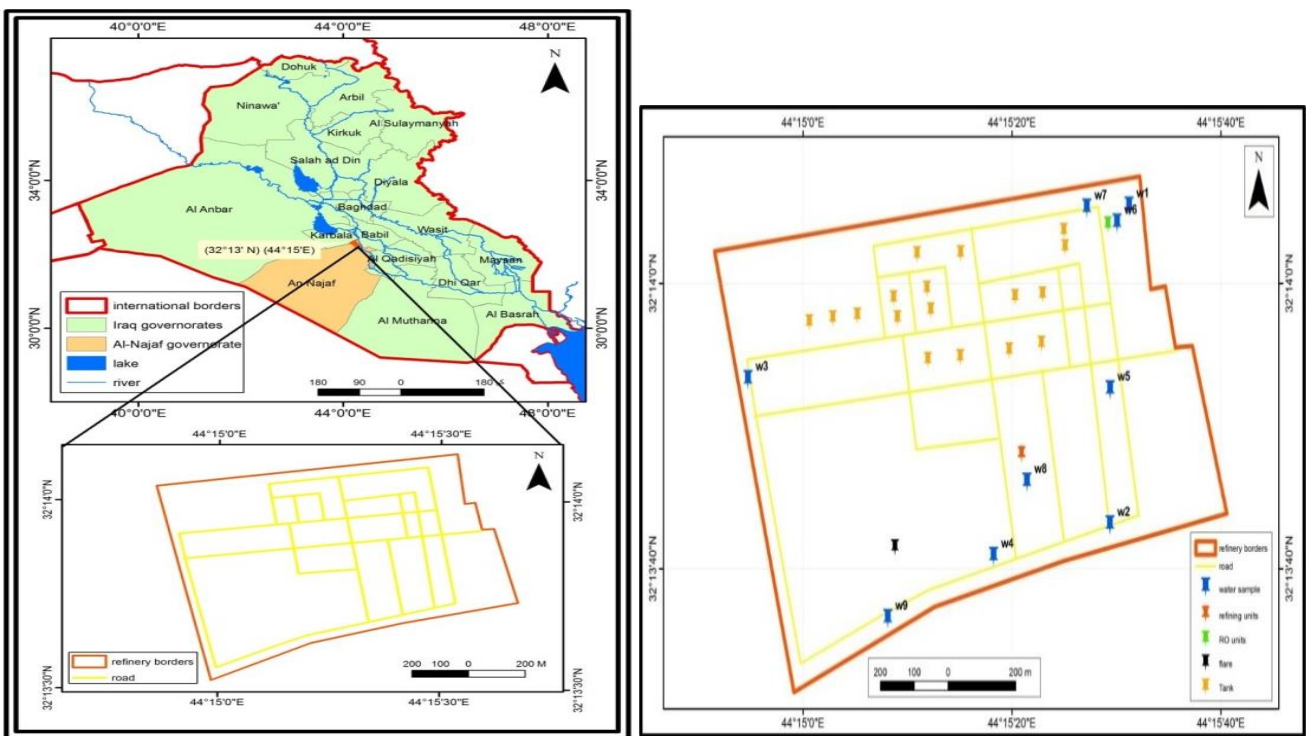 40°0'0"E 44°0'0"E 48°0'0"E
N
Dohuk
Ninawa'
Arbil
Al Sulaymanyah
Kirkuk
Salah ad Din
34°0'0"N
34°0'0"N
Diyala
Al Anbar
Baghdad
Wasit
Karbala
Babil
(32°13' N) (44°15'E)
Al Qadisiyah
Maysan
An-Najaf
Dhi Qar
Al Basrah
Al Muthanna
30°0'0"N
30°0'0"N
international borders
Iraq governorates
Al-Najaf governorate
lake
river
180 90 0 180
40°0'0"E 44°0'0"E 48°0'0"E
44°15'0"E 44°15'30"E
N
32°14'0"N
32°14'0"N
refinery borders
road
200 100 0 200 M
32°13'30"N
32°13'30"N
44°15'0"E 44°15'30"E
44°15'0"E 44°15'20"E 44°15'40"E
N
w7
w1
w6
32°14'0"N
32°14'0"N
w3
w5
w8
w2
w4
w9
32°13'40"N
32°13'40"N
refinery borders
road
water sample
refining units
RO units
flare
Tank
200 100 0 200 m
44°15'0"E 44°15'20"E 44°15'40"E